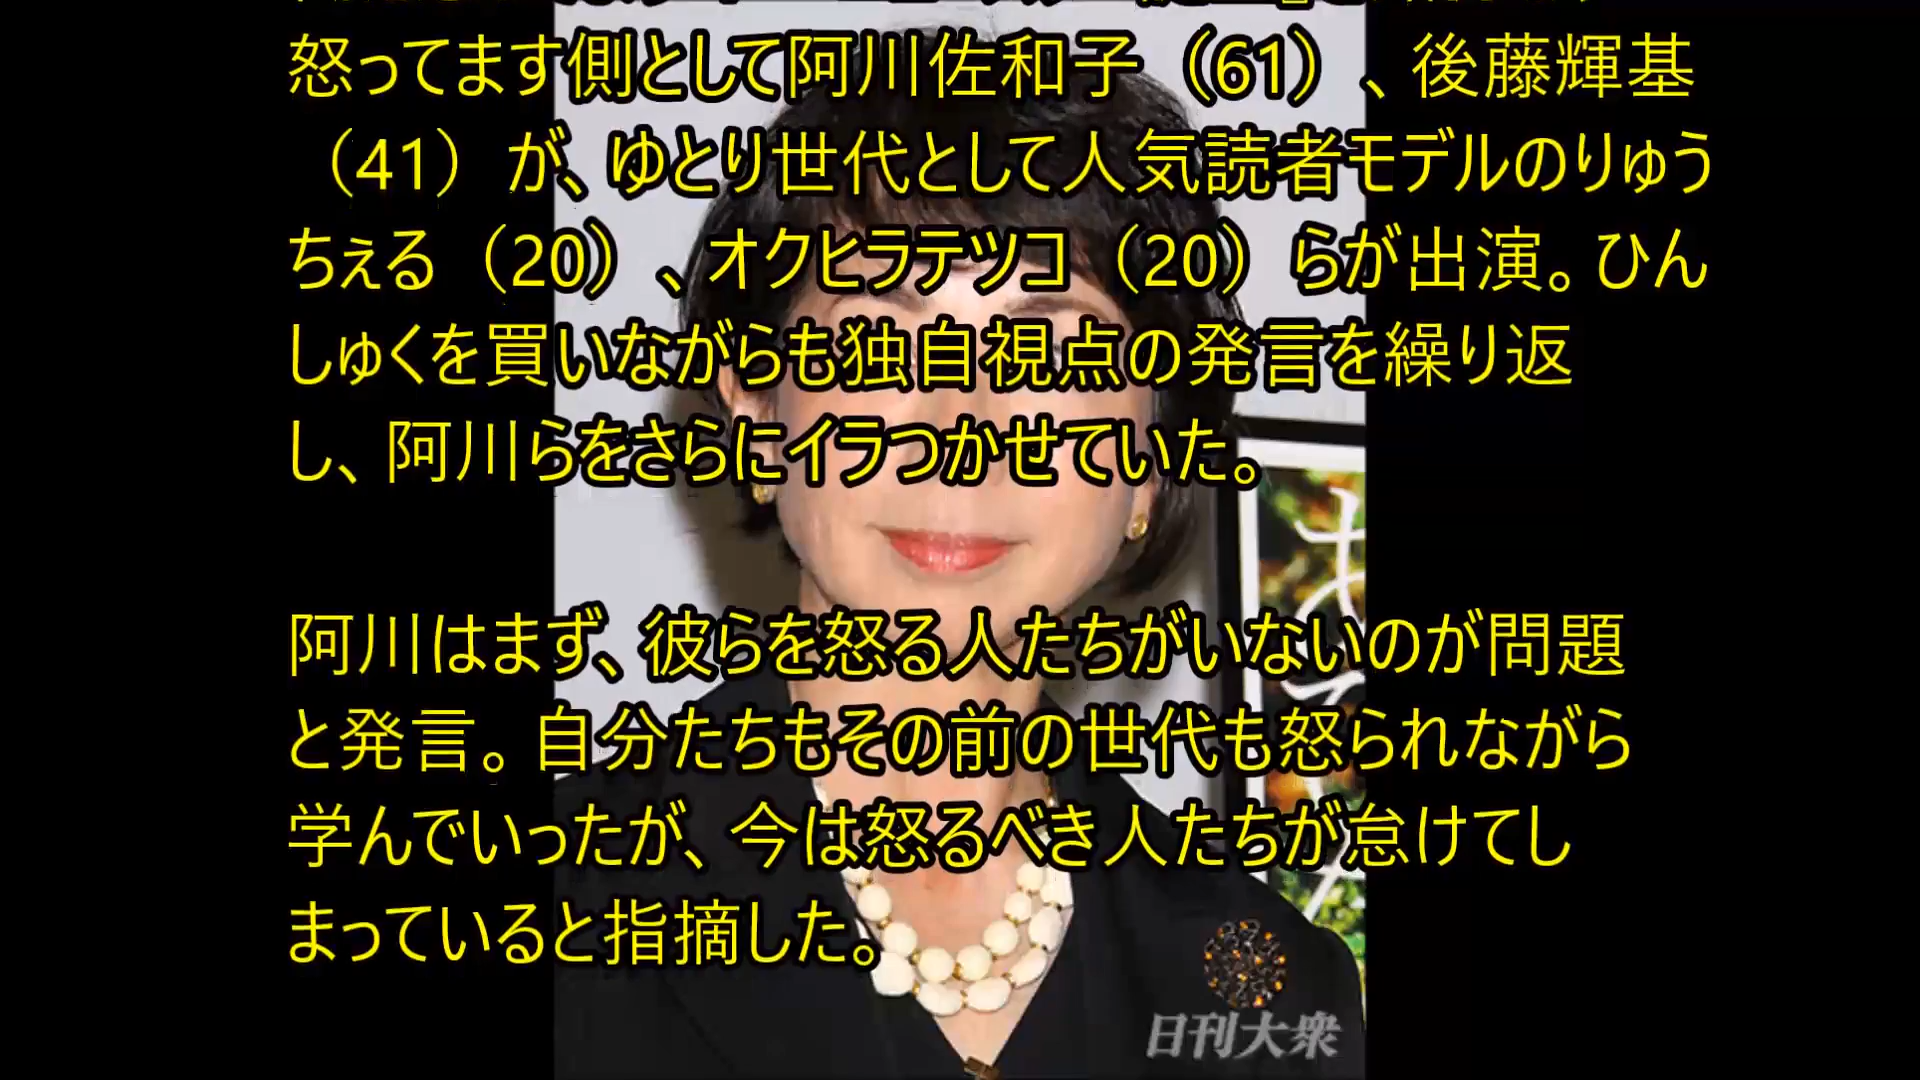 怒ってます側として阿川佐和子（61）、後藤輝基
（41）が、ゆとり世代として人気読者モデルのりゅう
ちぇる（20）、オクヒラテツコ（20）らが出演。ひん
しゅくを買いながらも独自視点の発言を繰り返
し、阿川らをさらにイラつかせていた。
阿川はまず、彼らを怒る人たちがいないのが問題
と発言。自分たちもその前の世代も怒られながら
学んでいったが、今は怒るべき人たちが怠けてし
まっていると指摘した。
日刊大衆